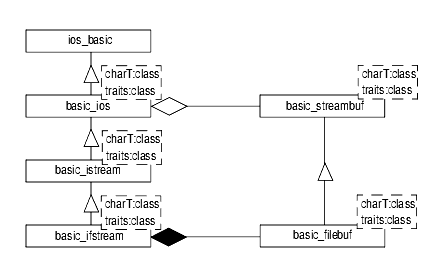 ios_basic
charT:class
traits:class
basic_ios
charT:class
traits:class
basic_streambuf
charT:class
traits:class
basic_istream
charT:class
traits:class
basic_ifstream
charT:class
traits:class
basic_filebuf